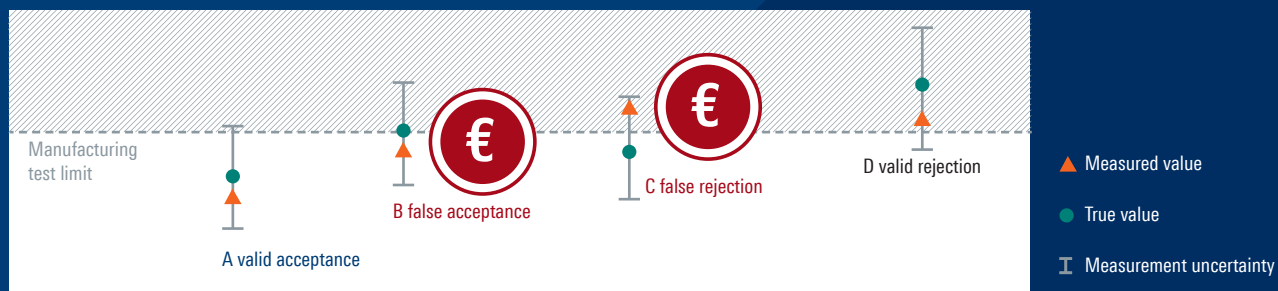 €
€
Manufacturing
test limit
D valid rejection
Measured value
C false rejection
B false acceptance
True value
A valid acceptance
Measurement uncertainty